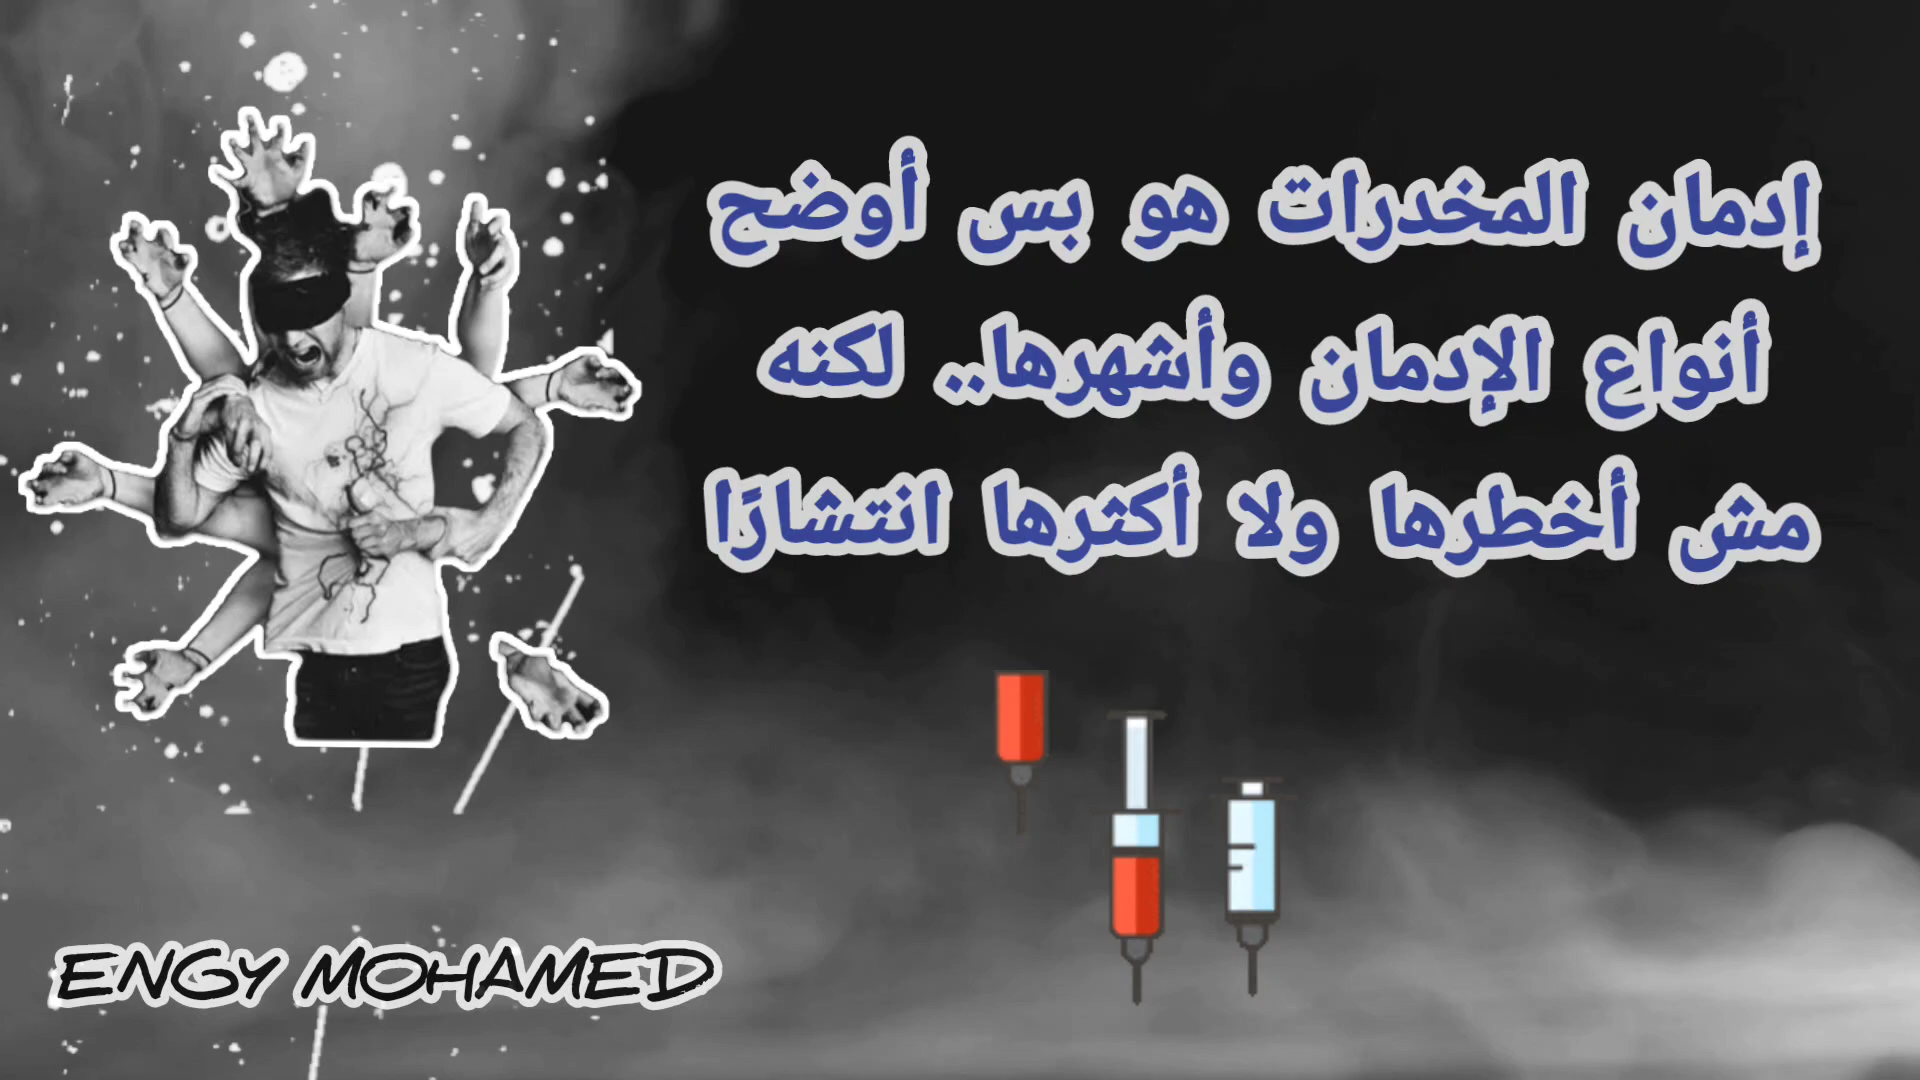 إدمان المخدرات هو بس أوضح
أنواع الإدمان وأشهرها.. لكنه
مش أخطرها ولا أكثرها انتشارًا
ENGY MOHAMED